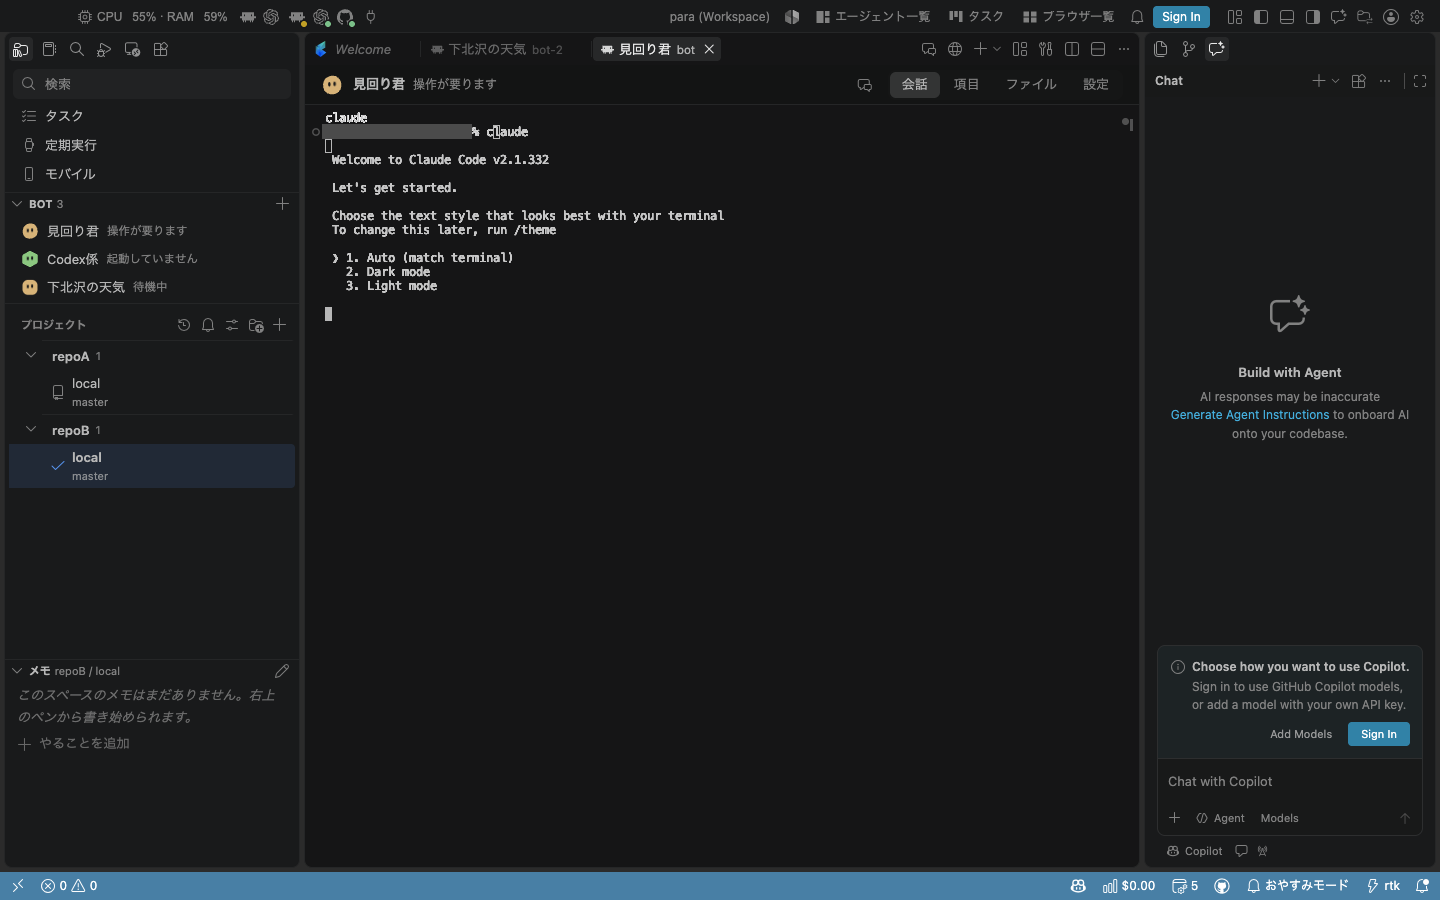 CPU 55% · RAM 59%
para (Workspace)
エージェント一覧
タスク
ブラウザ一覧
Sign In
検索
タスク
定期実行
モバイル
BOT 3
見回り君 操作が要ります
Codex係 起動していません
下北沢の天気 待機中
プロジェクト
repoA 1
local
master
repoB 1
local
master
メモ repoB / local
このスペースのメモはまだありません。右上
のペンから書き始められます。
やることを追加
Welcome
下北沢の天気 bot-2
見回り君 bot
見回り君 操作が要ります
会話
項目
ファイル
設定
claude
% claude
Welcome to Claude Code v2.1.332
Let's get started.
Choose the text style that looks best with your terminal
To change this later, run /theme
❯ 1. Auto (match terminal)
2. Dark mode
3. Light mode
Chat
Build with Agent
AI responses may be inaccurate
Generate Agent Instructions to onboard AI
onto your codebase.
Choose how you want to use Copilot.
Sign in to use GitHub Copilot models,
or add a model with your own API key.
Add Models
Sign In
Chat with Copilot
Agent
Models
Copilot
0 0
$0.00
5
おやすみモード
rtk